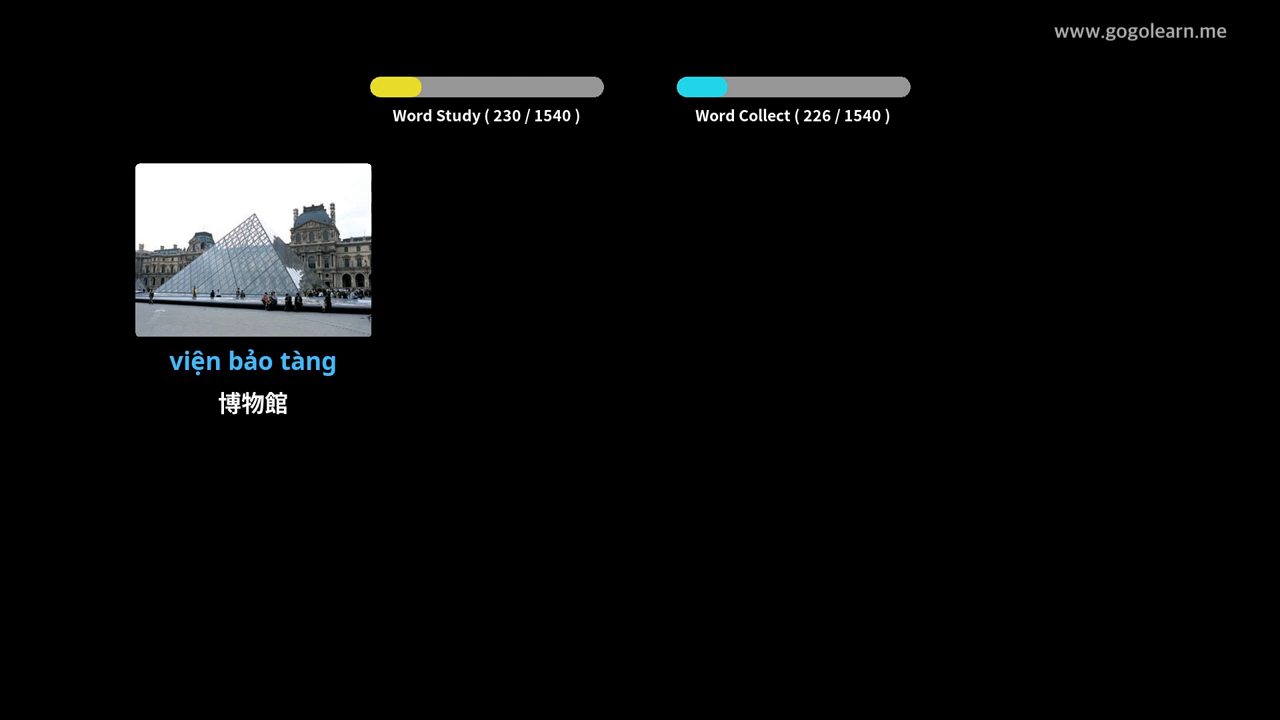 www.gogolearn.me
Word Study ( 230 / 1540 )
Word Collect ( 226 / 1540 )
viện bảo tàng
博物館